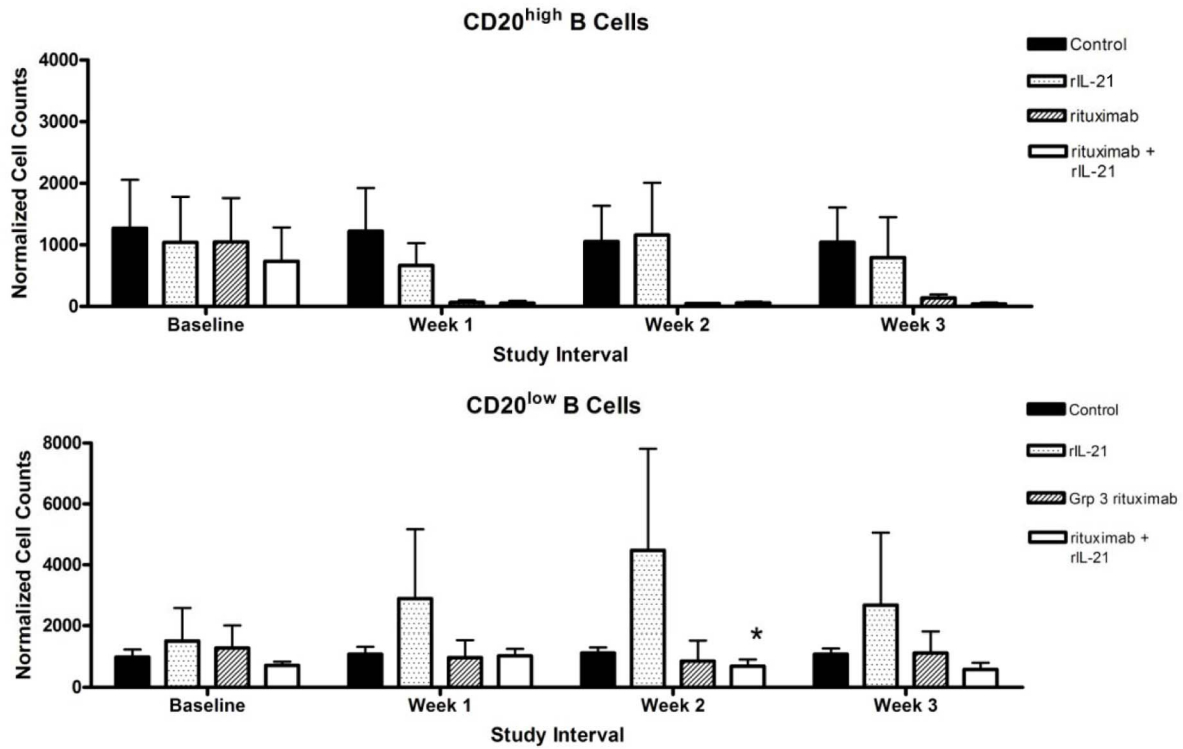 CD20high B Cells
Normalized Cell Counts
4000
3000
2000
1000
0
Baseline
Week 1
Week 2
Week 3
Study Interval
Control
rIL-21
rituximab
rituximab +
rIL-21
CD20low B Cells
Normalized Cell Counts
8000
6000
4000
2000
0
*
Baseline
Week 1
Week 2
Week 3
Study Interval
Control
rIL-21
Grp 3 rituximab
rituximab +
rIL-21